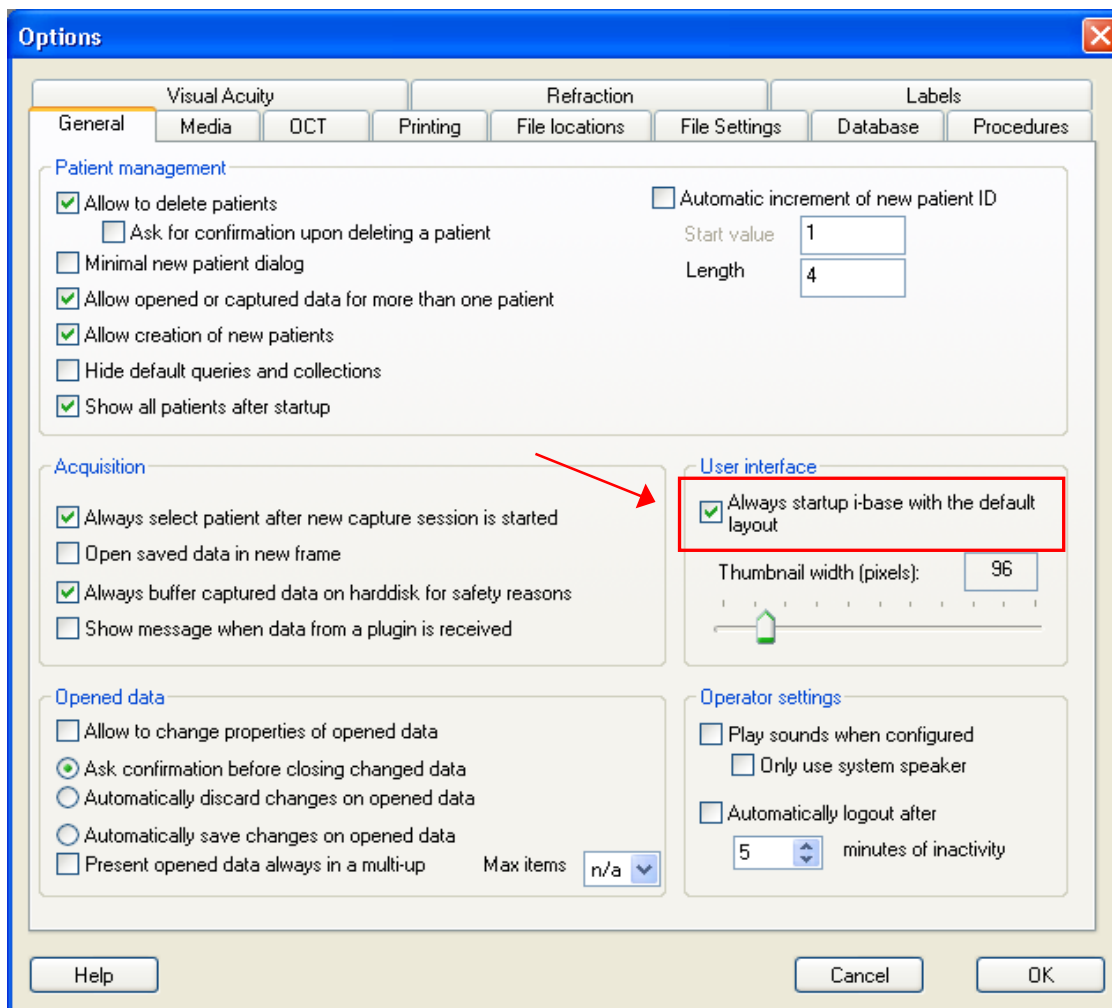 Options
Visual Acuity
Refraction
Labels
General
Media
OCT
Printing
File locations
File Settings
Database
Procedures
Patient management
Allow to delete patients
Ask for confirmation upon deleting a patient
Minimal new patient dialog
Allow opened or captured data for more than one patient
Allow creation of new patients
Hide default queries and collections
Show all patients after startup
Automatic increment of new patient ID
Start value 1
Length 4
Acquisition
Always select patient after new capture session is started
Open saved data in new frame
Always buffer captured data on harddisk for safety reasons
Show message when data from a plugin is received
User interface
Always startup i-base with the default
layout
Thumbnail width (pixels): 96
Opened data
Allow to change properties of opened data
Ask confirmation before closing changed data
Automatically discard changes on opened data
Automatically save changes on opened data
Present opened data always in a multi-up Max items n/a
Operator settings
Play sounds when configured
Only use system speaker
Automatically logout after
5 minutes of inactivity
Help
Cancel
OK